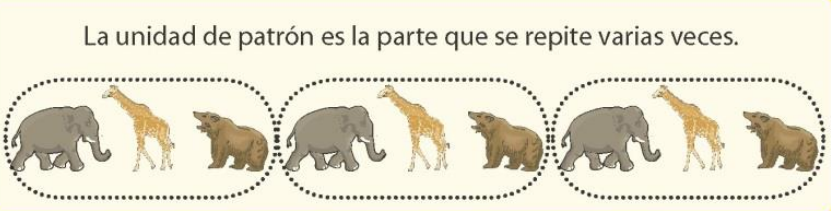 La unidad de patrón es la parte que se repite varias veces.